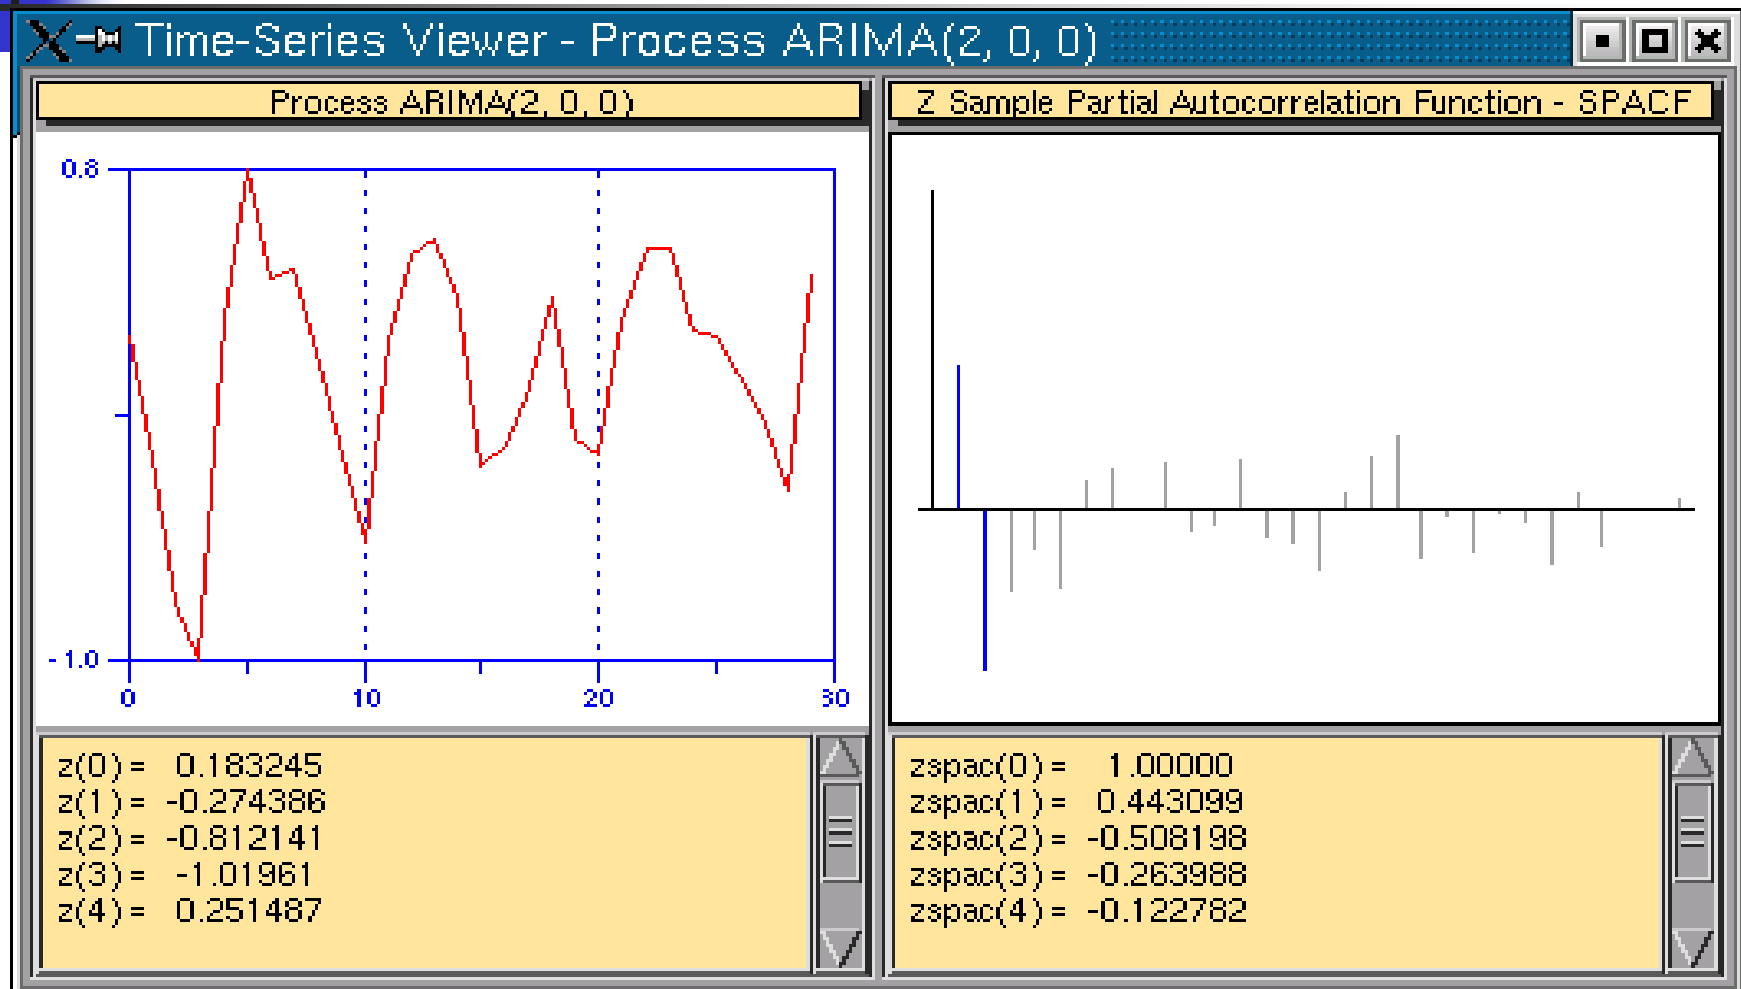 Time-Series Viewer - Process ARIMA(2, 0, 0)
Process ARIMA(2, 0, 0)
0.8
-1.0
0
10
20
30
z(0) = 0.183245
z(1) = -0.274386
z(2) = -0.812141
z(3) = -1.01961
z(4) = 0.251487
Z Sample Partial Autocorrelation Function - SPACF
zspac(0) = 1.00000
zspac(1) = 0.443099
zspac(2) = -0.508198
zspac(3) = -0.263988
zspac(4) = -0.122782